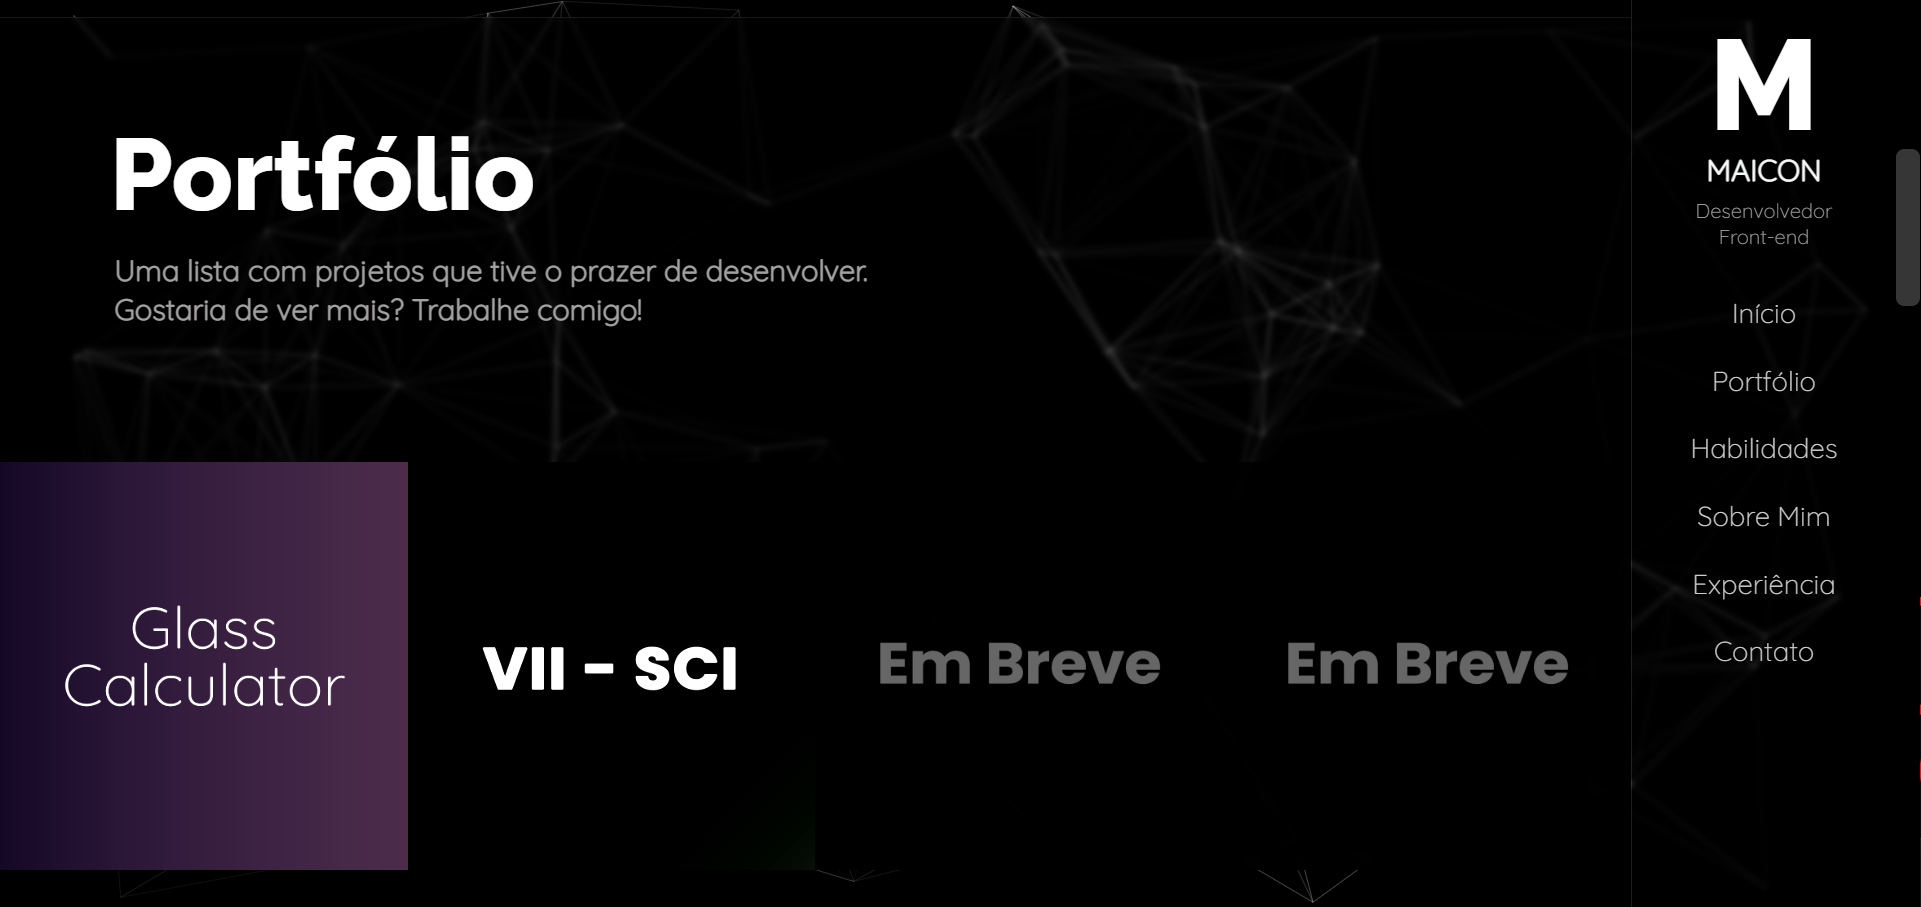 Portfólio
Uma lista com projetos que tive o prazer de desenvolver.
Gostaria de ver mais? Trabalhe comigo!
Glass
Calculator
VII - SCI
Em Breve
Em Breve
M
MAICON
Desenvolvedor
Front-end
Início
Portfólio
Habilidades
Sobre Mim
Experiência
Contato